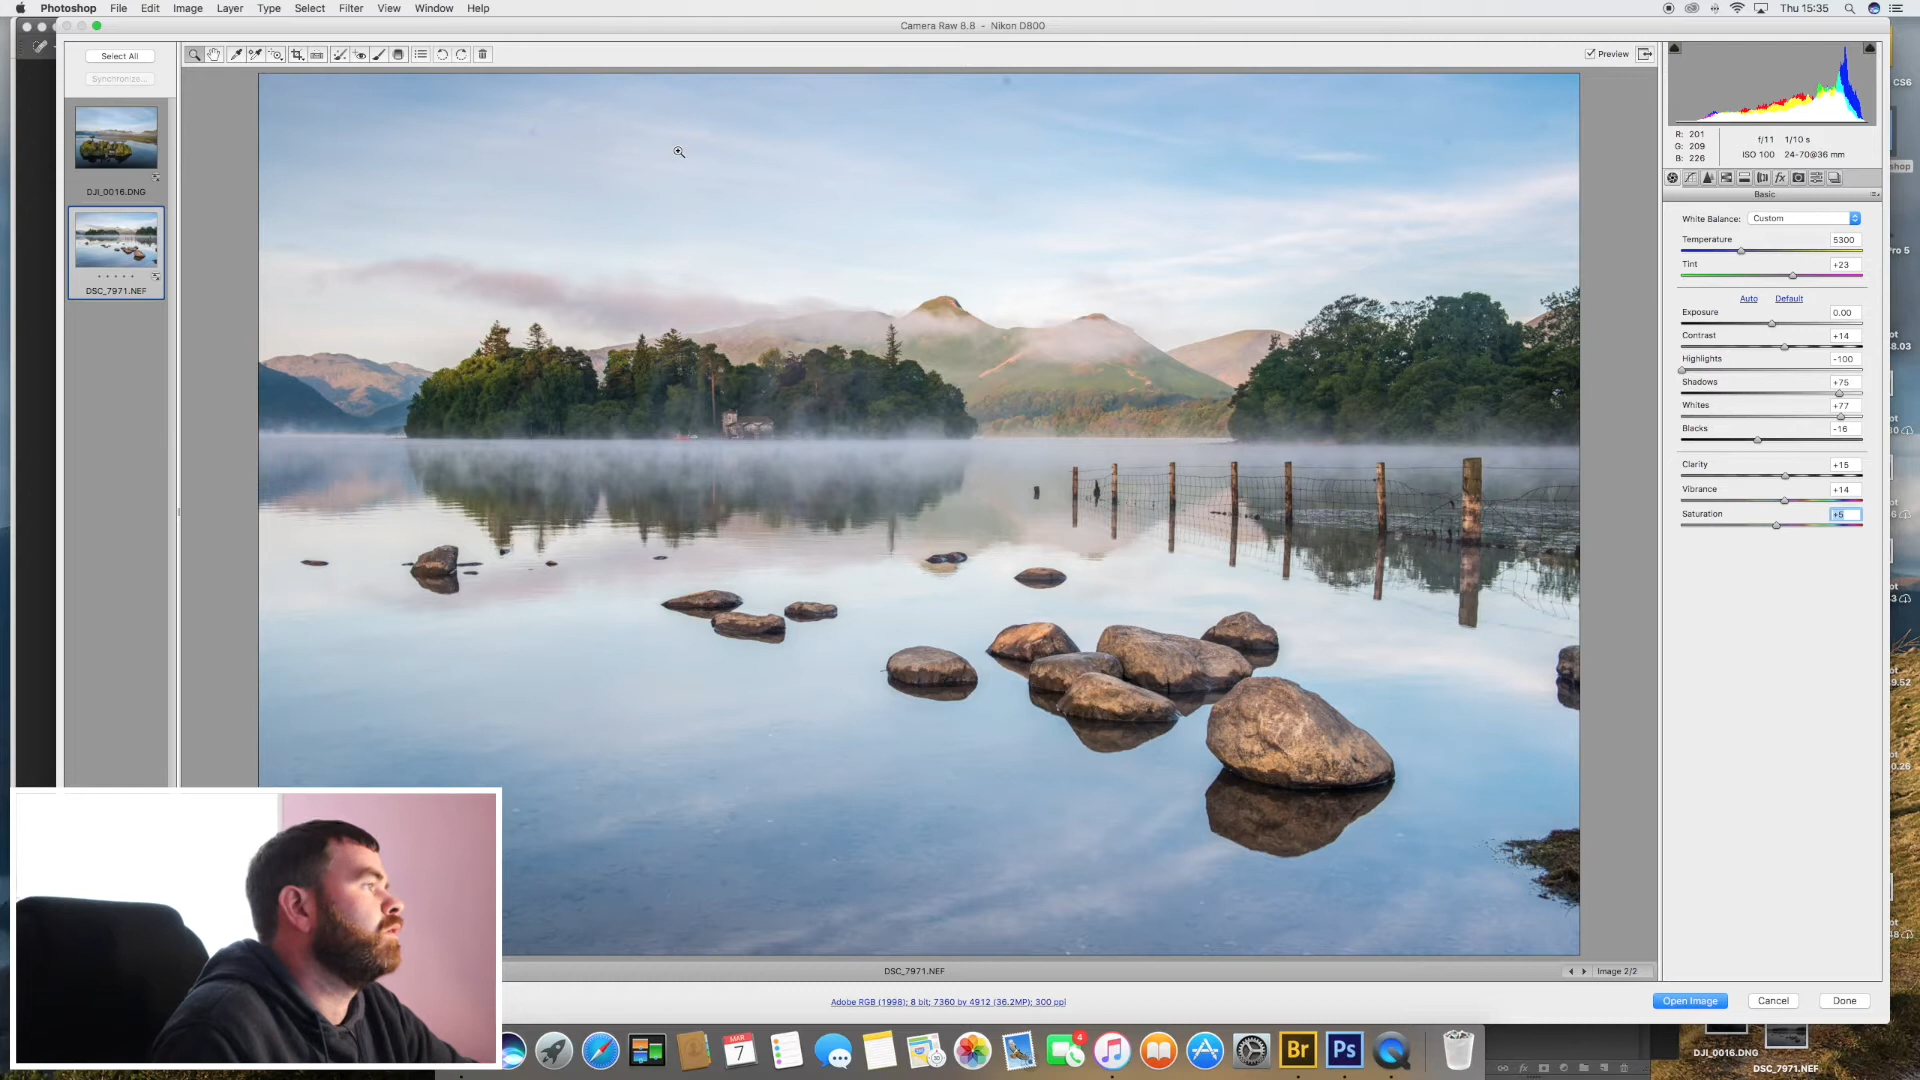 Photoshop File Edit Image Layer Type Select Filter View Window Help
Thu 15:35
Camera Raw 8.8 - Nikon D800
Select All
Synchronize...
Preview
CS6
DJI_0016.DNG
DSC_7971.NEF
R: 201
G: 209
B: 226
f/11 1/10 s
ISO 100 24-70@36 mm
Basic
White Balance: Custom
Temperature 5300
Tint +23
Auto Default
Exposure 0.00
Contrast +14
Highlights -100
Shadows +75
Whites +77
Blacks -16
Clarity +15
Vibrance +14
Saturation +5
DSC_7971.NEF
Image 2/2
Adobe RGB (1998); 8 bit; 7360 by 4912 (36.2MP); 300 ppi
Open Image Cancel Done
MAR
7
4
Br
Ps
DJI_0016.DNG
DSC_7971.NEF